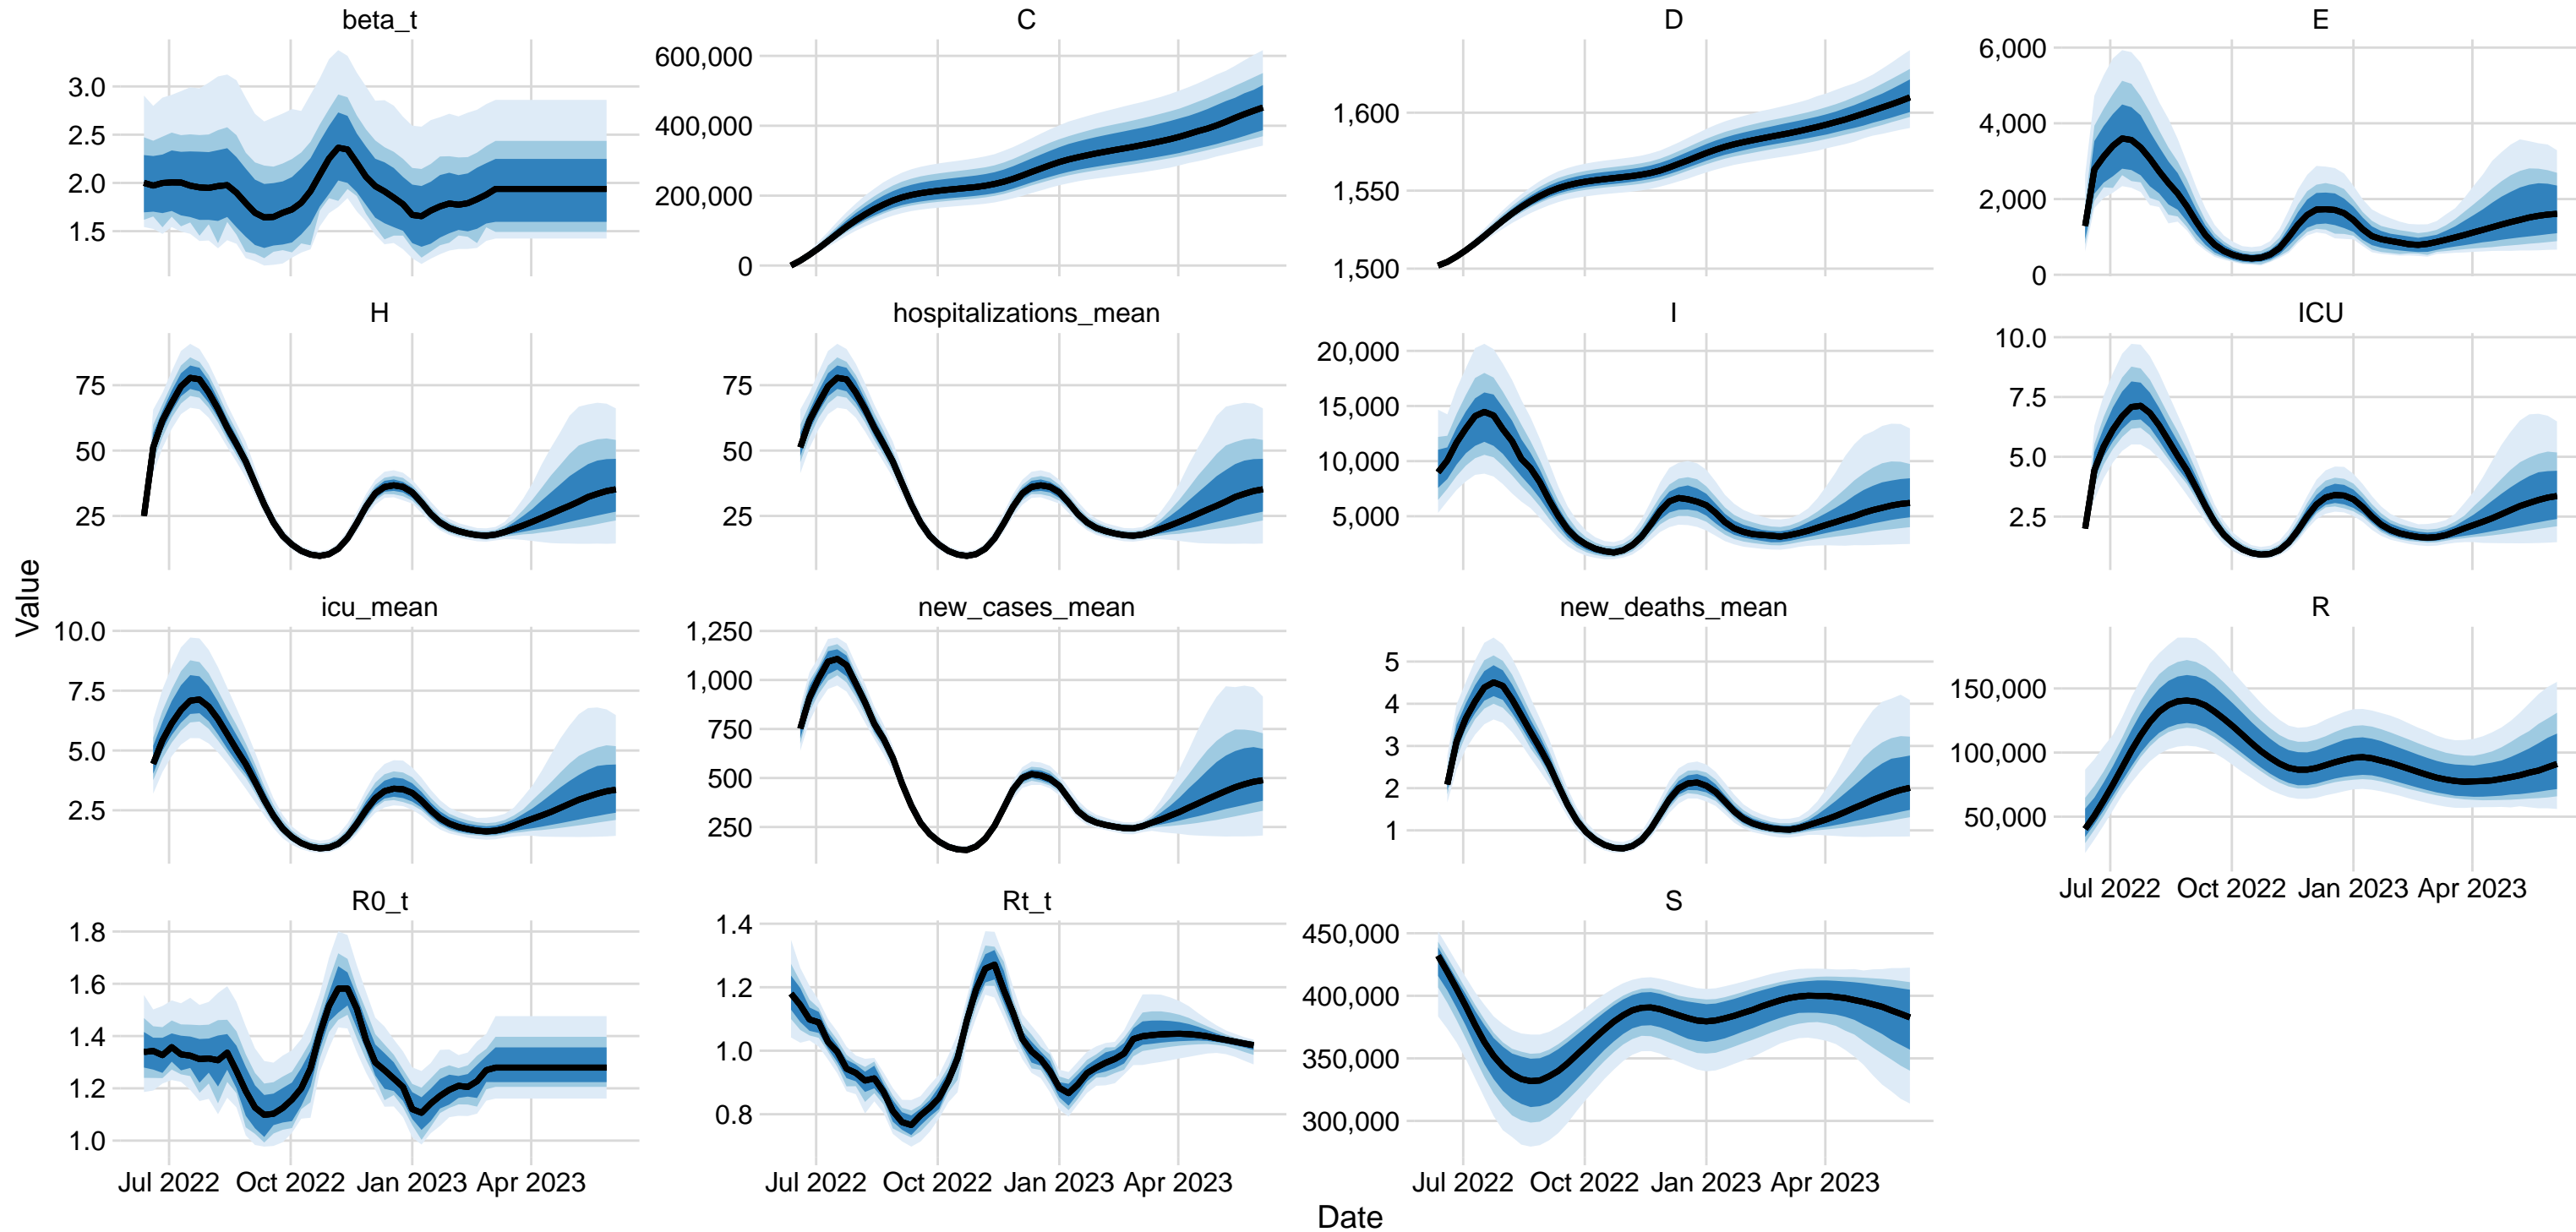 beta_t
3.0
2.5
2.0
1.5
C
600,000
400,000
200,000
0
D
1,600
1,550
1,500
E
6,000
4,000
2,000
0
H
75
50
25
hospitalizations_mean
75
50
25
I
20,000
15,000
10,000
5,000
ICU
10.0
7.5
5.0
2.5
Value
icu_mean
10.0
7.5
5.0
2.5
new_cases_mean
1,250
1,000
750
500
250
new_deaths_mean
5
4
3
2
1
R
150,000
100,000
50,000
Jul 2022 Oct 2022 Jan 2023 Apr 2023
R0_t
1.8
1.6
1.4
1.2
1.0
Jul 2022 Oct 2022 Jan 2023 Apr 2023
Rt_t
1.4
1.2
1.0
0.8
Jul 2022 Oct 2022 Jan 2023 Apr 2023
S
450,000
400,000
350,000
300,000
Jul 2022 Oct 2022 Jan 2023 Apr 2023
Date